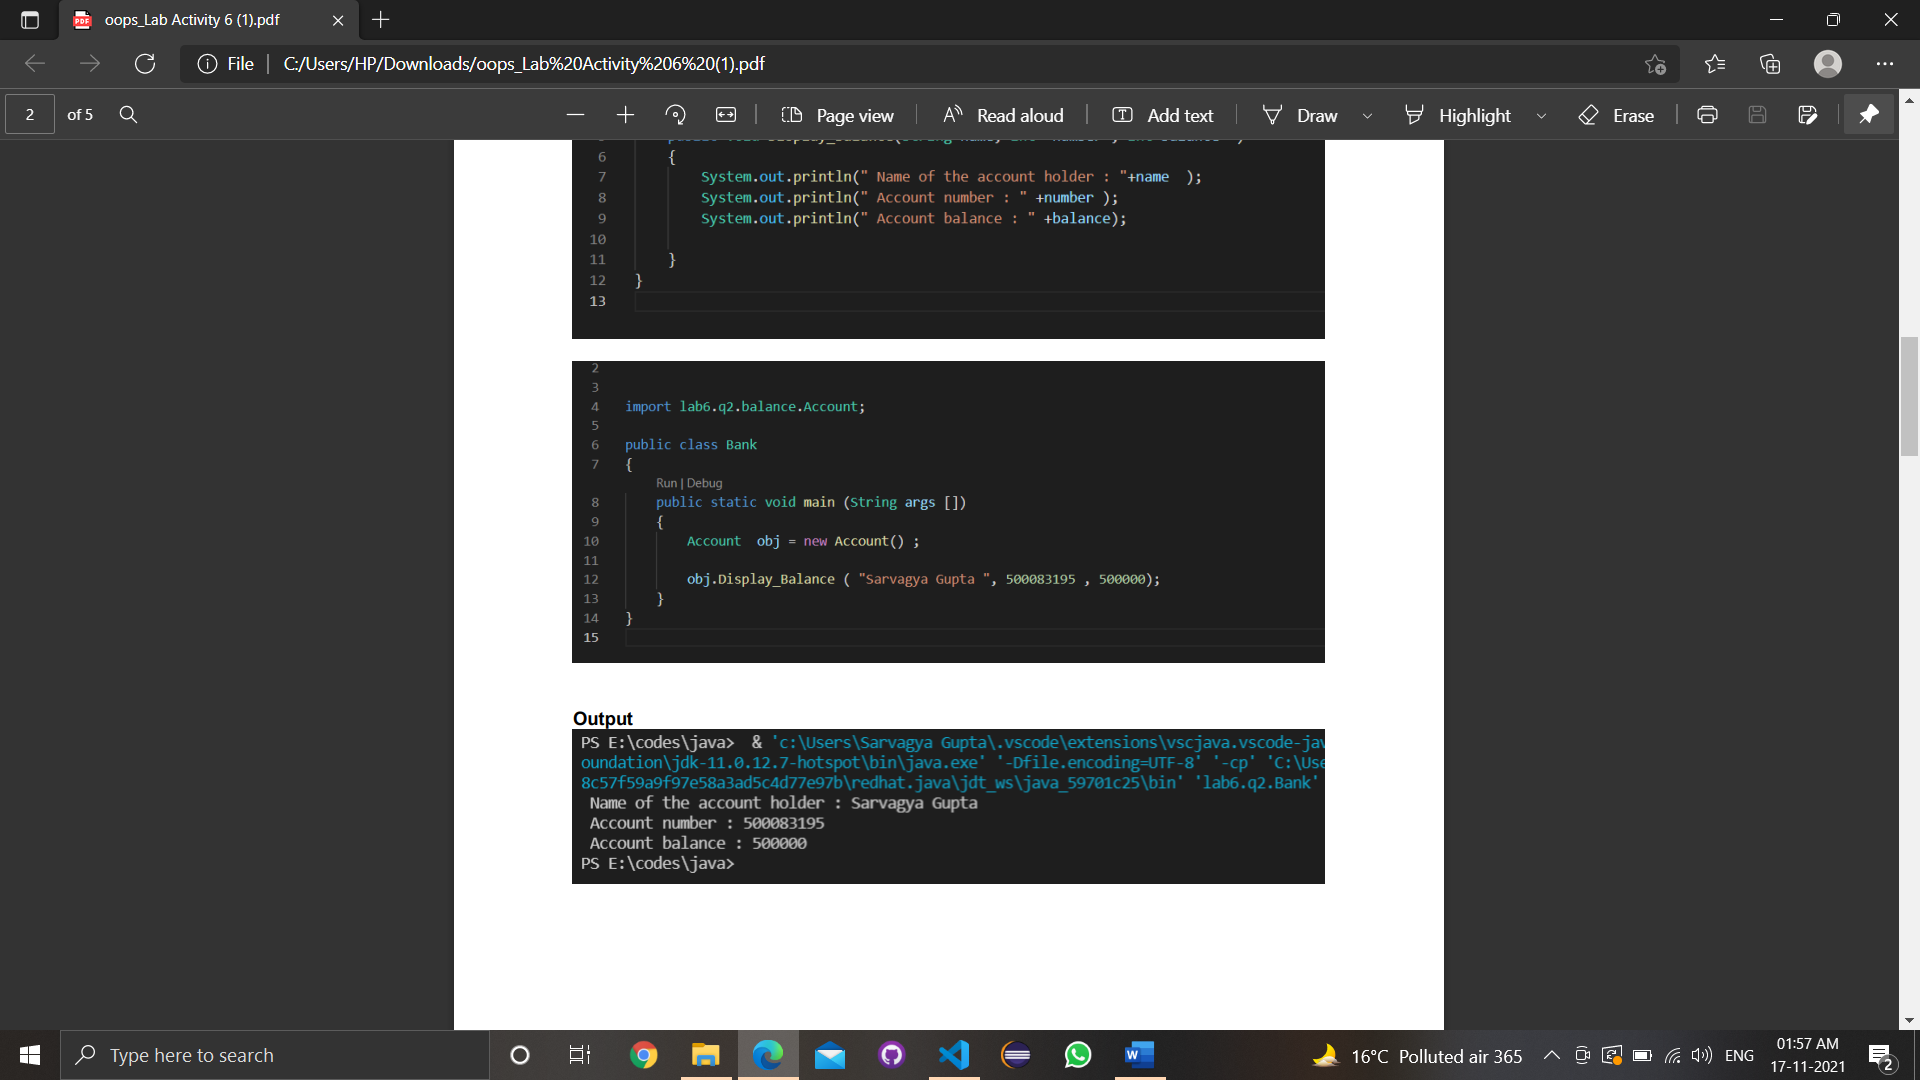 oops_Lab Activity 6 (1).pdf
File C:/Users/HP/Downloads/oops_Lab%20Activity%206%20(1).pdf
2 of 5 Page view Read aloud Add text Draw Highlight Erase
6 {
7 System.out.println(" Name of the account holder : "+name );
8 System.out.println(" Account number : " +number );
9 System.out.println(" Account balance : " +balance);
10
11 }
12 }
13
2
3
4 import lab6.q2.balance.Account;
5
6 public class Bank
7 {
Run | Debug
8 public static void main (String args [])
9 {
10 Account obj = new Account() ;
11
12 obj.Display_Balance ( "Sarvagya Gupta ", 500083195 , 500000);
13 }
14 }
15
Output
PS E:\codes\java> & 'c:\Users\Sarvagya Gupta\.vscode\extensions\vscjava.vscode-jav
oundation\jdk-11.0.12.7-hotspot\bin\java.exe' '-Dfile.encoding=UTF-8' '-cp' 'C:\Use
8c57f59a9f97e58a3ad5c4d77e97b\redhat.java\jdt_ws\java_59701c25\bin' 'lab6.q2.Bank'
Name of the account holder : Sarvagya Gupta
Account number : 500083195
Account balance : 500000
PS E:\codes\java>
Type here to search
16°C Polluted air 365 ENG
01:57 AM
17-11-2021
2